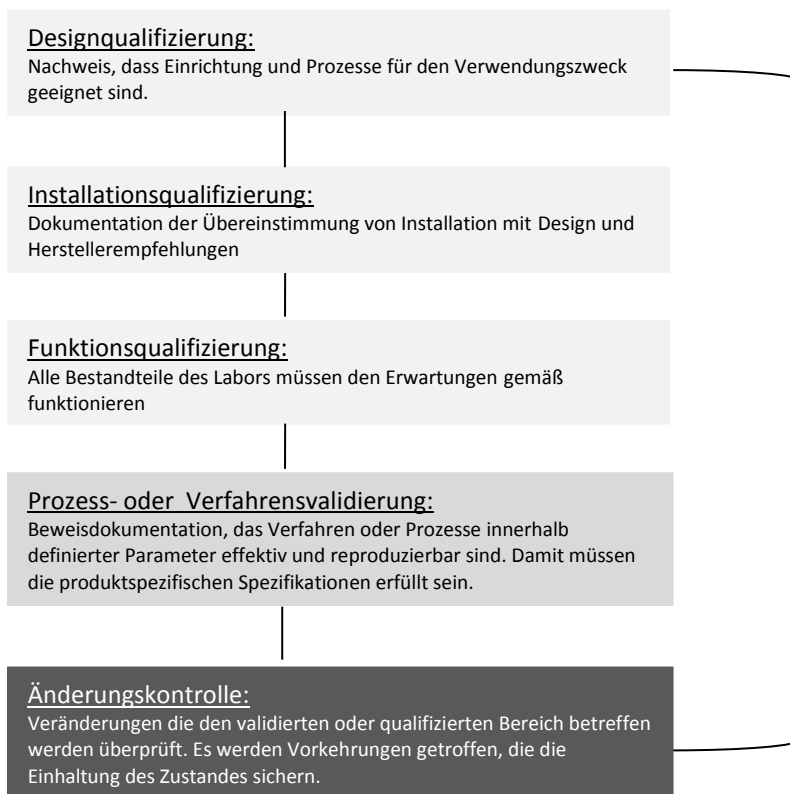 Designqualifizierung:
Nachweis, dass Einrichtung und Prozesse für den Verwendungszweck
geeignet sind.
Installationsqualifizierung:
Dokumentation der Übereinstimmung von Installation mit Design und
Herstellerempfehlungen
Funktionsqualifizierung:
Alle Bestandteile des Labors müssen den Erwartungen gemäß
funktionieren
Prozess- oder  Verfahrensvalidierung:
Beweisdokumentation, das Verfahren oder Prozesse innerhalb
definierter Parameter effektiv und reproduzierbar sind. Damit müssen
die produktspezifischen Spezifikationen erfüllt sein.
Änderungskontrolle:
Veränderungen die den validierten oder qualifizierten Bereich betreffen
werden überprüft. Es werden Vorkehrungen getroffen, die die
Einhaltung des Zustandes sichern.